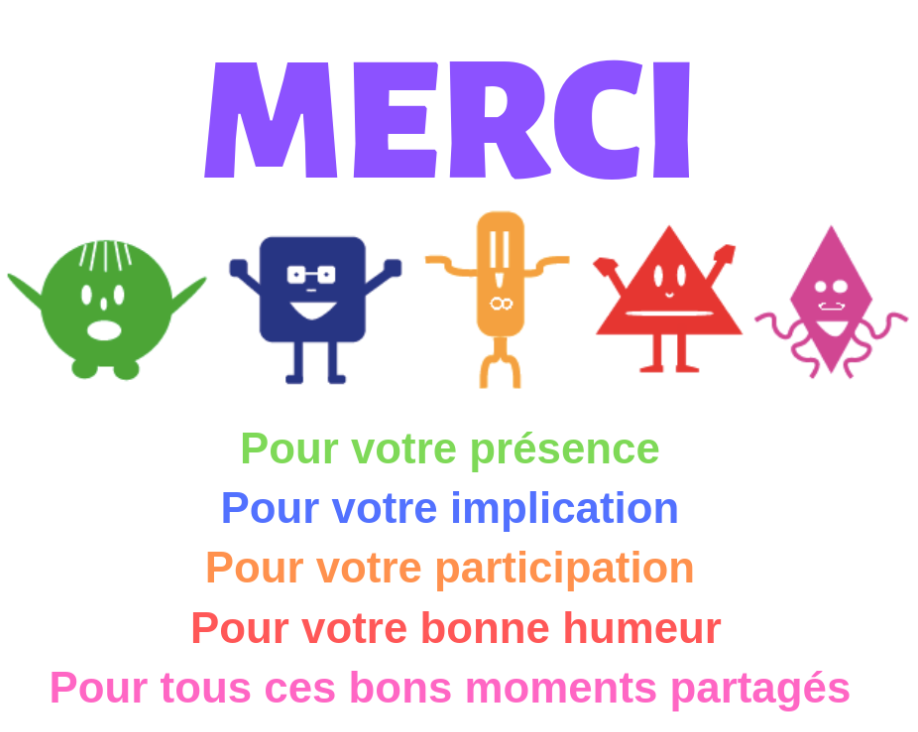 MERCI
Pour votre présence
Pour votre implication
Pour votre participation
Pour votre bonne humeur
Pour tous ces bons moments partagés